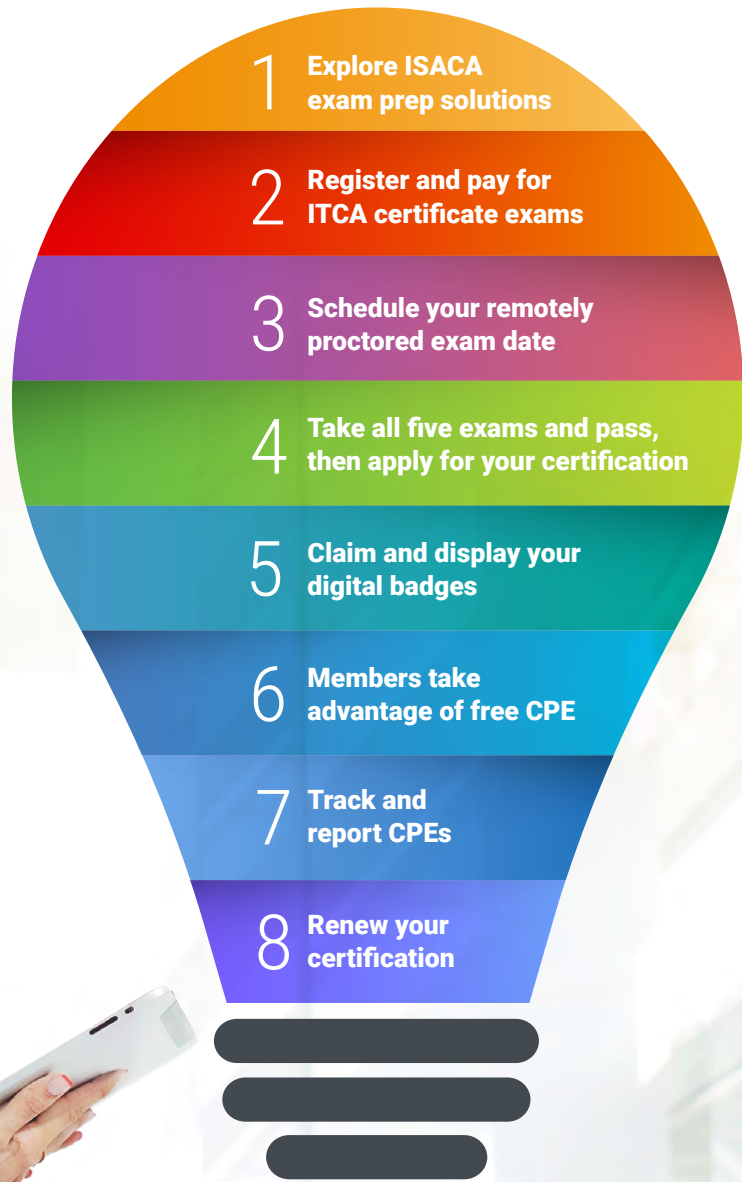 1
Explore ISACA
exam prep solutions
2
Register and pay for
ITCA certificate exams
3
Schedule your remotely
proctored exam date
4
Take all five exams and pass,
then apply for your certification
5
Claim and display your
digital badges
6
Members take
advantage of free CPE
7
Track and
report CPEs
8
Renew your
certification